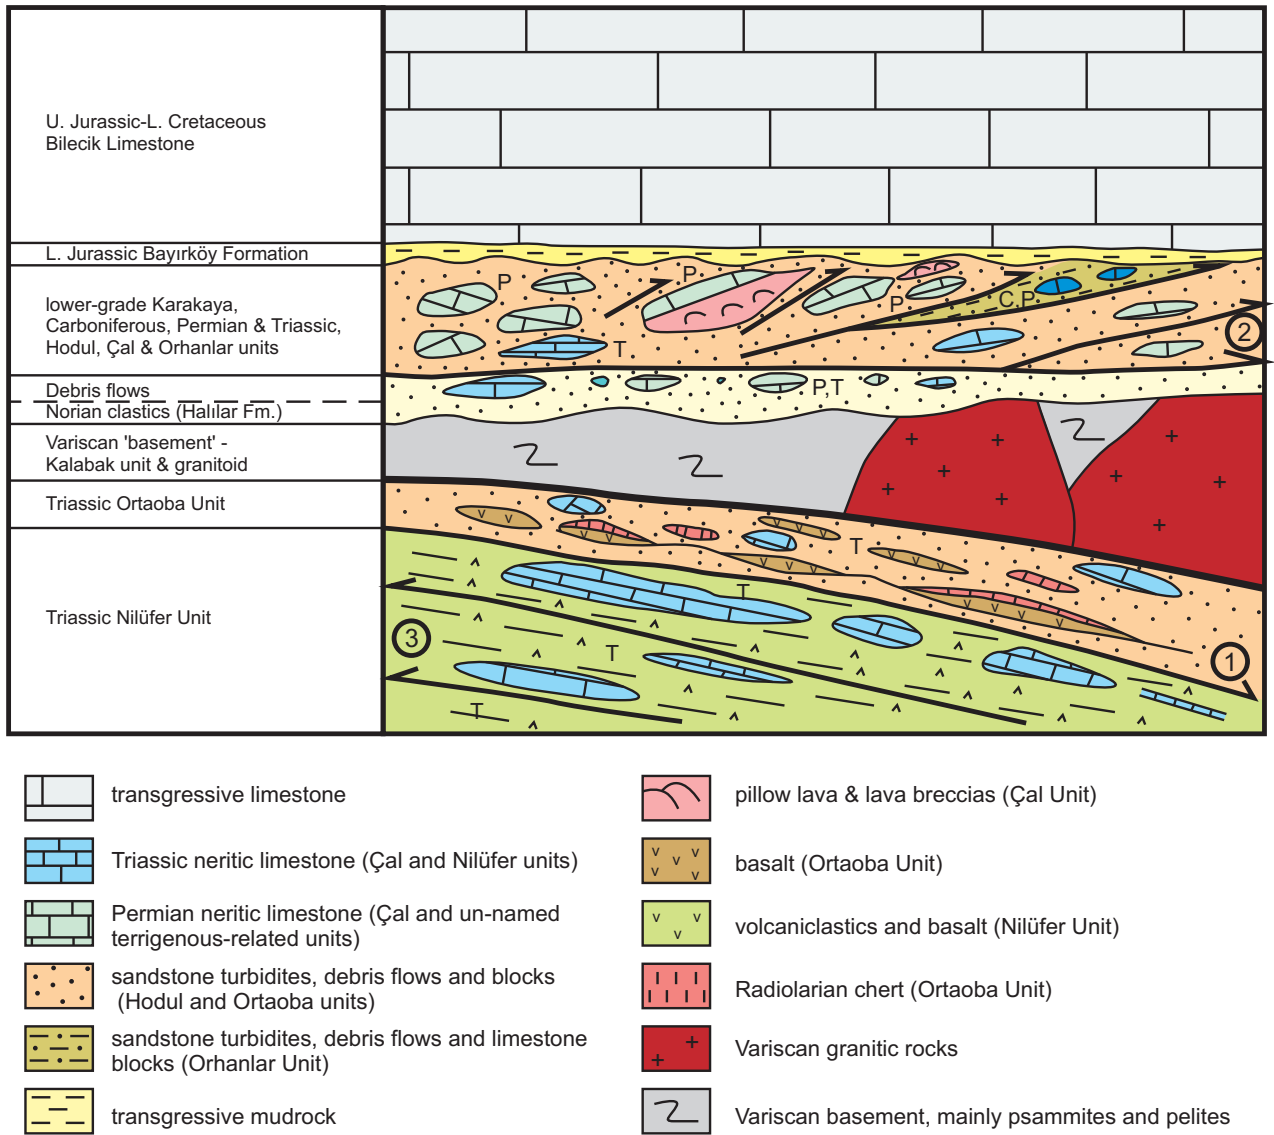 U. Jurassic-L. Cretaceous
Bilecik Limestone
L. Jurassic Bayırköy Formation
lower-grade Karakaya,
Carboniferous, Permian & Triassic,
Hodul, Çal & Orhanlar units
Debris flows
Norian clastics (Halılar Fm.)
Variscan 'basement' -
Kalabak unit & granitoid
Triassic Ortaoba Unit
Triassic Nilüfer Unit
P
P
P
C,P
T
2
P,T
T
T
3
T
1
T
transgressive limestone
Triassic neritic limestone (Çal and Nilüfer units)
Permian neritic limestone (Çal and un-named
terrigenous-related units)
sandstone turbidites, debris flows and blocks
(Hodul and Ortaoba units)
sandstone turbidites, debris flows and limestone
blocks (Orhanlar Unit)
transgressive mudrock
pillow lava & lava breccias (Çal Unit)
basalt (Ortaoba Unit)
volcaniclastics and basalt (Nilüfer Unit)
Radiolarian chert (Ortaoba Unit)
Variscan granitic rocks
Variscan basement, mainly psammites and pelites